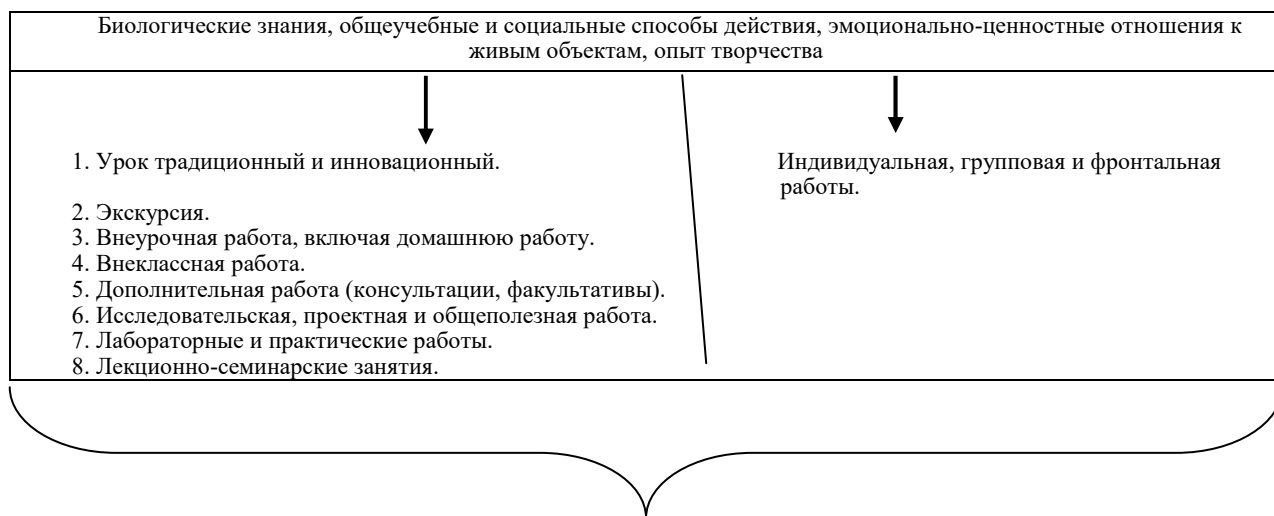 Биологические знания, общеучебные и социальные способы действия, эмоционально-ценностные отношения к
живым объектам, опыт творчества
1. Урок традиционный и инновационный.
2. Экскурсия.
3. Внеурочная работа, включая домашнюю работу.
4. Внеклассная работа.
5. Дополнительная работа (консультации, факультативы).
6. Исследовательская, проектная и общеполезная работа.
7. Лабораторные и практические работы.
8. Лекционно-семинарские занятия.
Индивидуальная, групповая и фронтальная
работы.